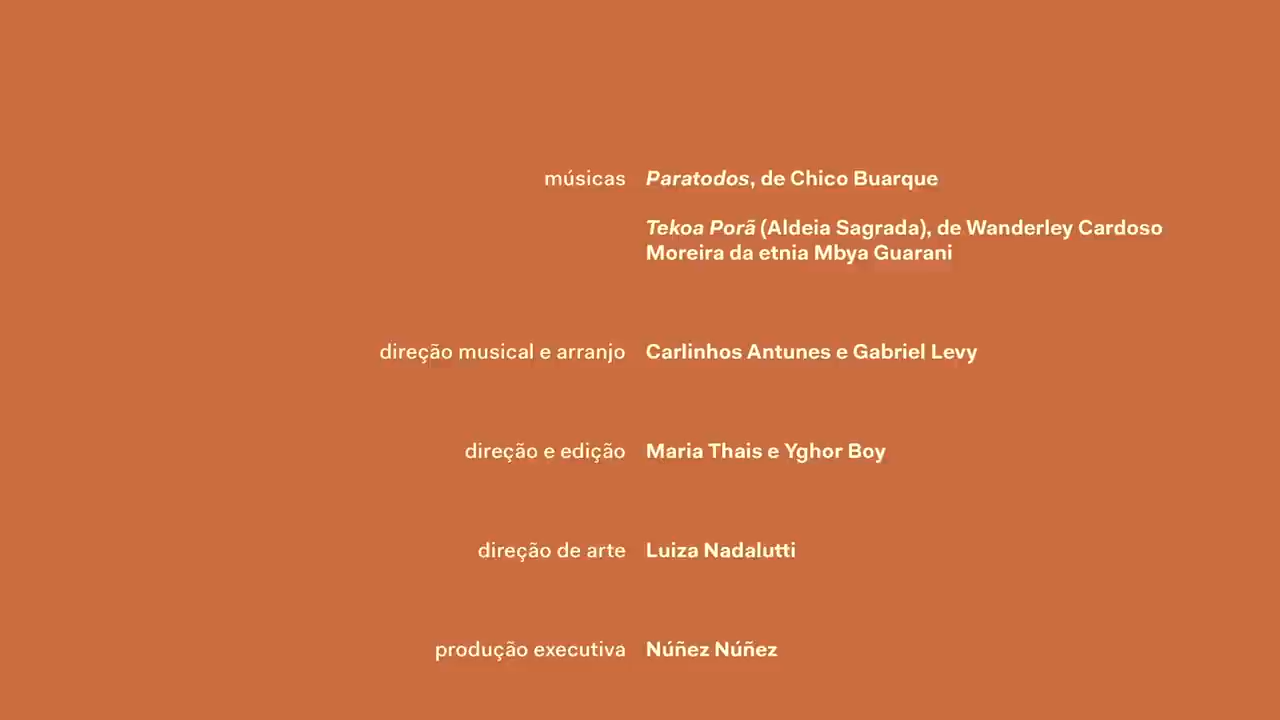 músicas Paratodos, de Chico Buarque
Tekoa Porã (Aldeia Sagrada), de Wanderley Cardoso
Moreira da etnia Mbya Guarani
direção musical e arranjo Carlinhos Antunes e Gabriel Levy
direção e edição Maria Thais e Yghor Boy
direção de arte Luiza Nadalutti
produção executiva Núñez Núñez